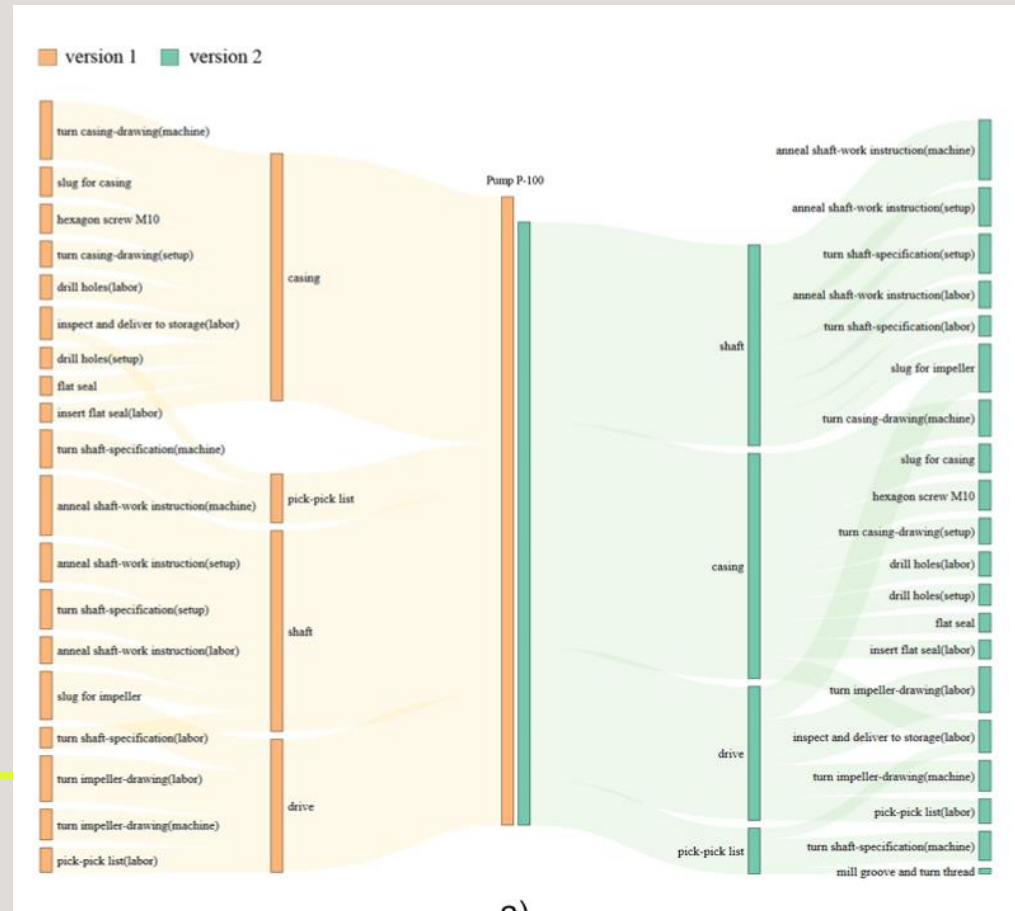 version 1 version 2
turn casing-drawing(machine)
slug for casing
hexagon screw M10
turn casing-drawing(setup)
drill holes(labor)
inspect and deliver to storage(labor)
drill holes(setup)
flat seal
insert flat seal(labor)
turn shaft-specification(machine)
anneal shaft-work instruction(machine)
anneal shaft-work instruction(setup)
turn shaft-specification(setup)
anneal shaft-work instruction(labor)
slug for impeller
turn shaft-specification(labor)
turn impeller-drawing(labor)
turn impeller-drawing(machine)
pick-pick list(labor)
casing
pick-pick list
shaft
drive
Pump P-100
shaft
casing
drive
pick-pick list
anneal shaft-work instruction(machine)
anneal shaft-work instruction(setup)
turn shaft-specification(setup)
anneal shaft-work instruction(labor)
turn shaft-specification(labor)
slug for impeller
turn casing-drawing(machine)
slug for casing
hexagon screw M10
turn casing-drawing(setup)
drill holes(labor)
drill holes(setup)
flat seal
insert flat seal(labor)
turn impeller-drawing(labor)
inspect and deliver to storage(labor)
turn impeller-drawing(machine)
pick-pick list(labor)
turn shaft-specification(machine)
mill groove and turn thread